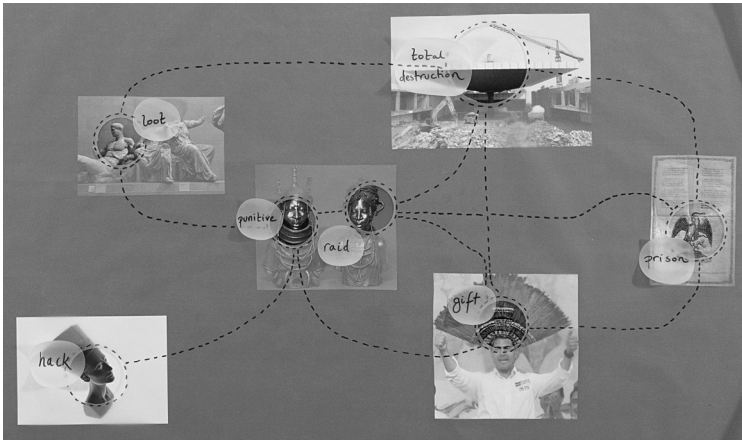 total
destruction
loot
punitive
raid
prison
gift
hack